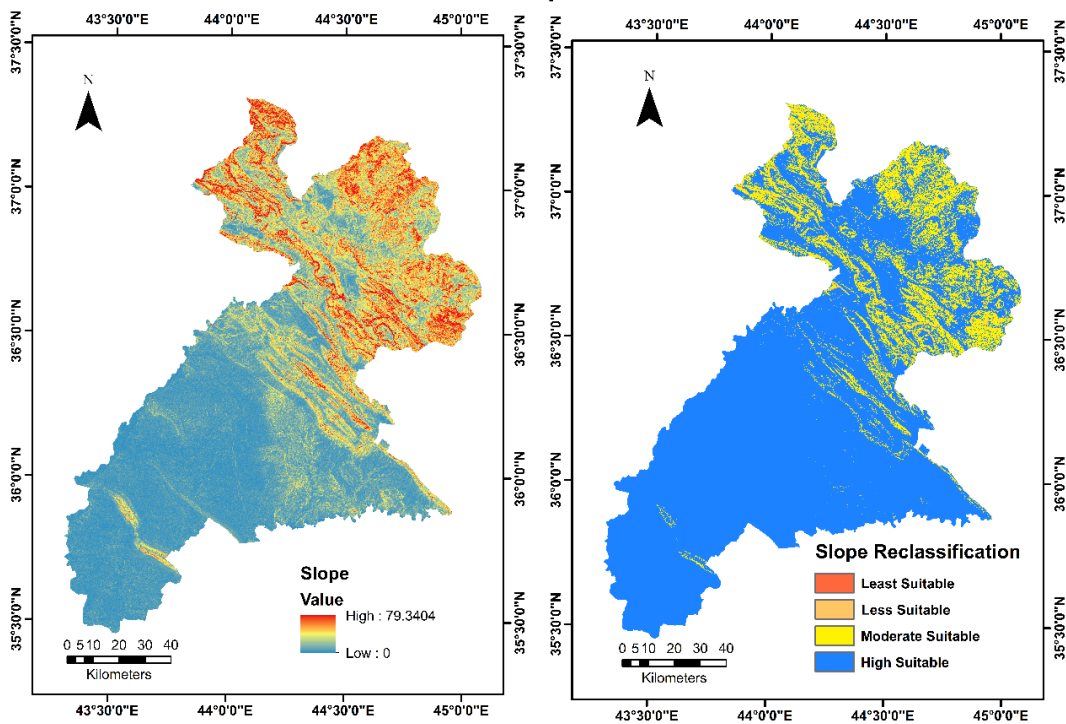 43°30'0"E 44°0'0"E 44°30'0"E 45°0'0"E
37°30'0"N
37°0'0"N
36°30'0"N
36°0'0"N
35°30'0"N
N
Slope
Value
High : 79.3404
Low : 0
0 5 10 20 30 40
Kilometers
37°30'0"N
37°0'0"N
36°30'0"N
36°0'0"N
35°30'0"N
43°30'0"E 44°0'0"E 44°30'0"E 45°0'0"E
43°30'0"E 44°0'0"E 44°30'0"E 45°0'0"E
37°30'0"N
37°0'0"N
36°30'0"N
36°0'0"N
35°30'0"N
N
Slope Reclassification
Least Suitable
Less Suitable
Moderate Suitable
High Suitable
0 5 10 20 30 40
Kilometers
37°30'0"N
37°0'0"N
36°30'0"N
36°0'0"N
35°30'0"N
43°30'0"E 44°0'0"E 44°30'0"E 45°0'0"E